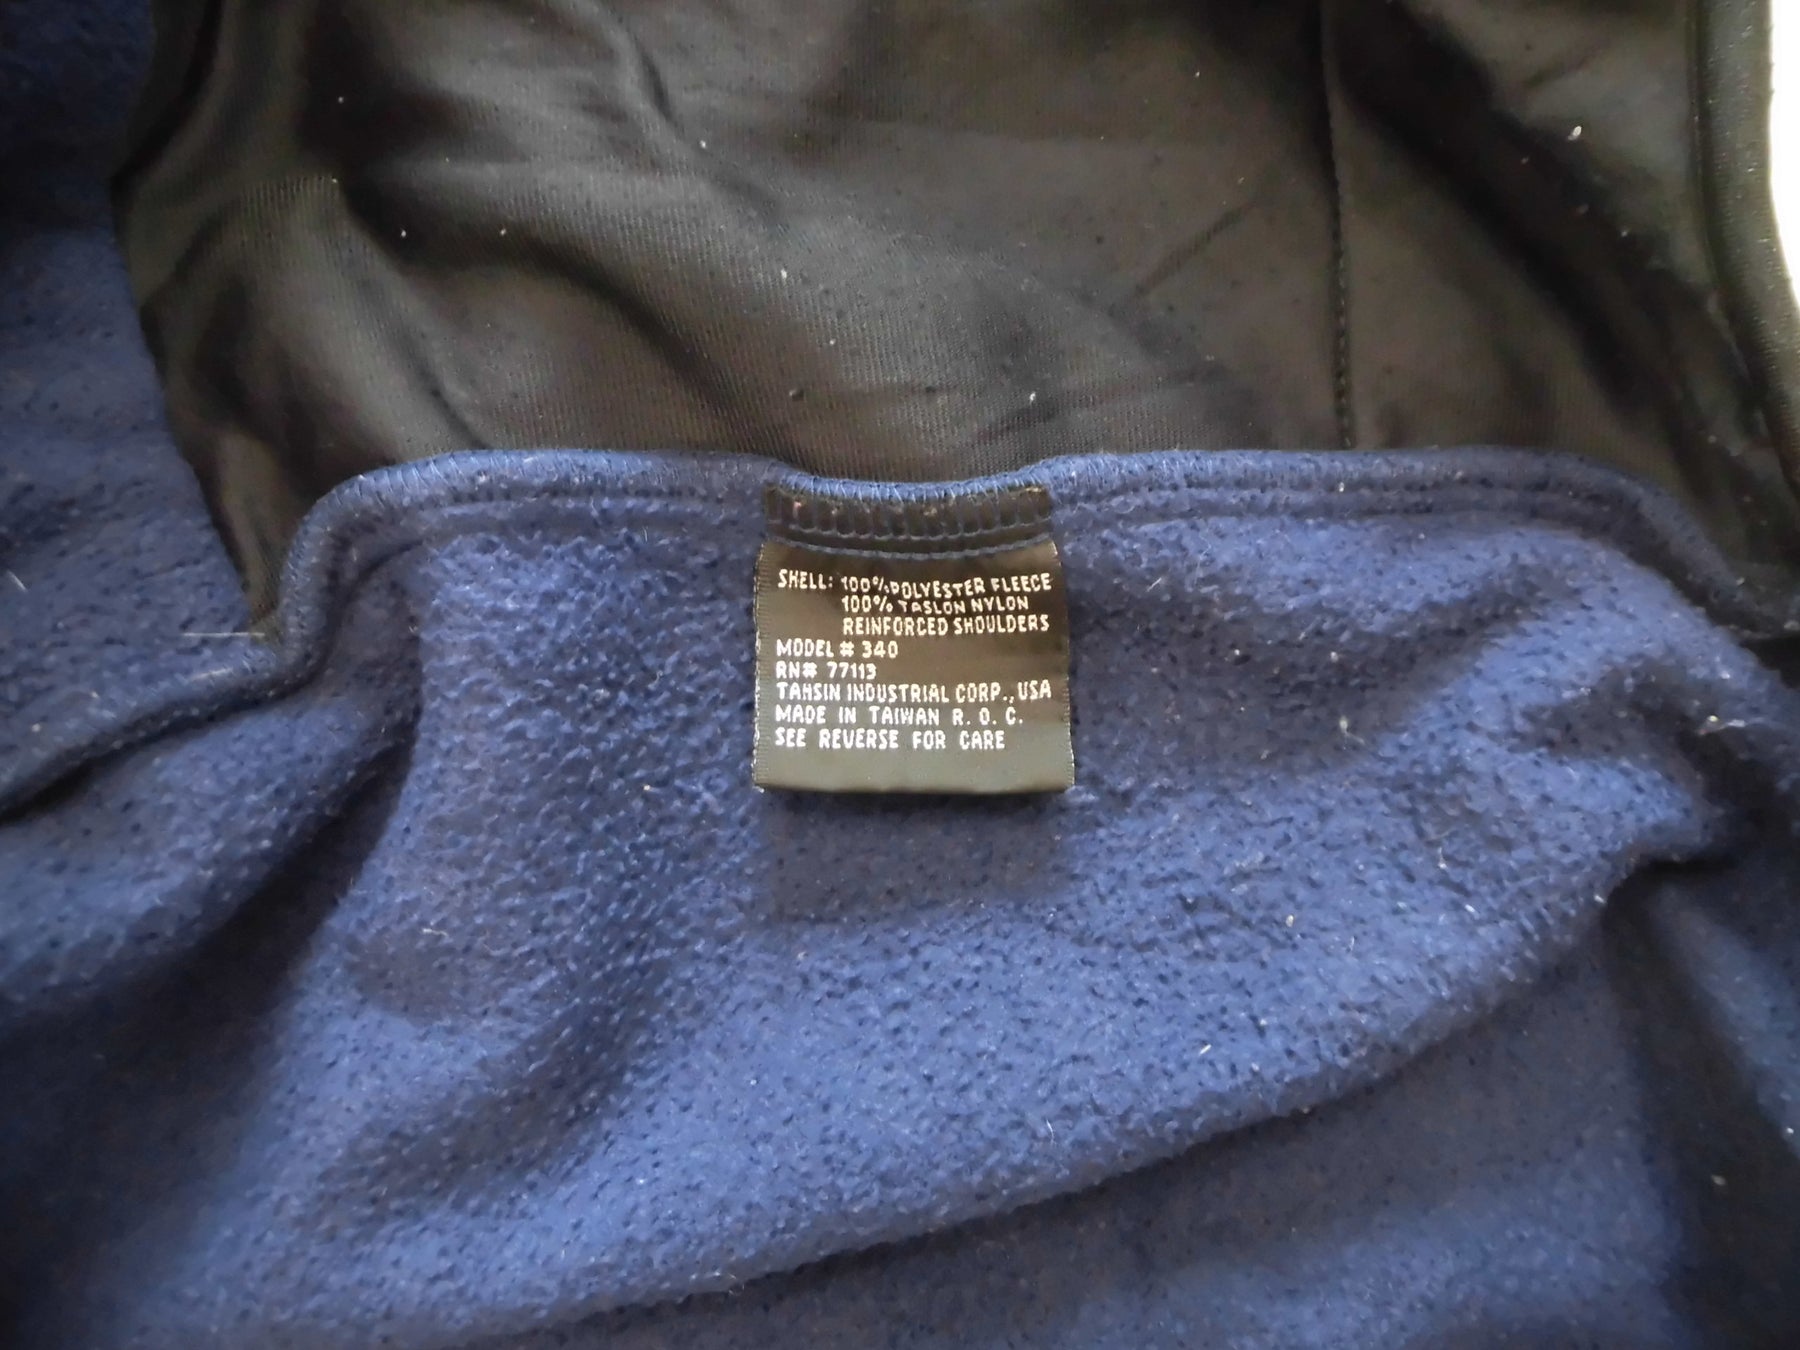 SHELL: 100% POLYESTER FLEECE
100% TASLON NYLON
REINFORCED SHOULDERS
MODEL # 340
RN# 77113
TAHSIN INDUSTRIAL CORP., USA
MADE IN TAIWAN R. O. C.
SEE REVERSE FOR CARE